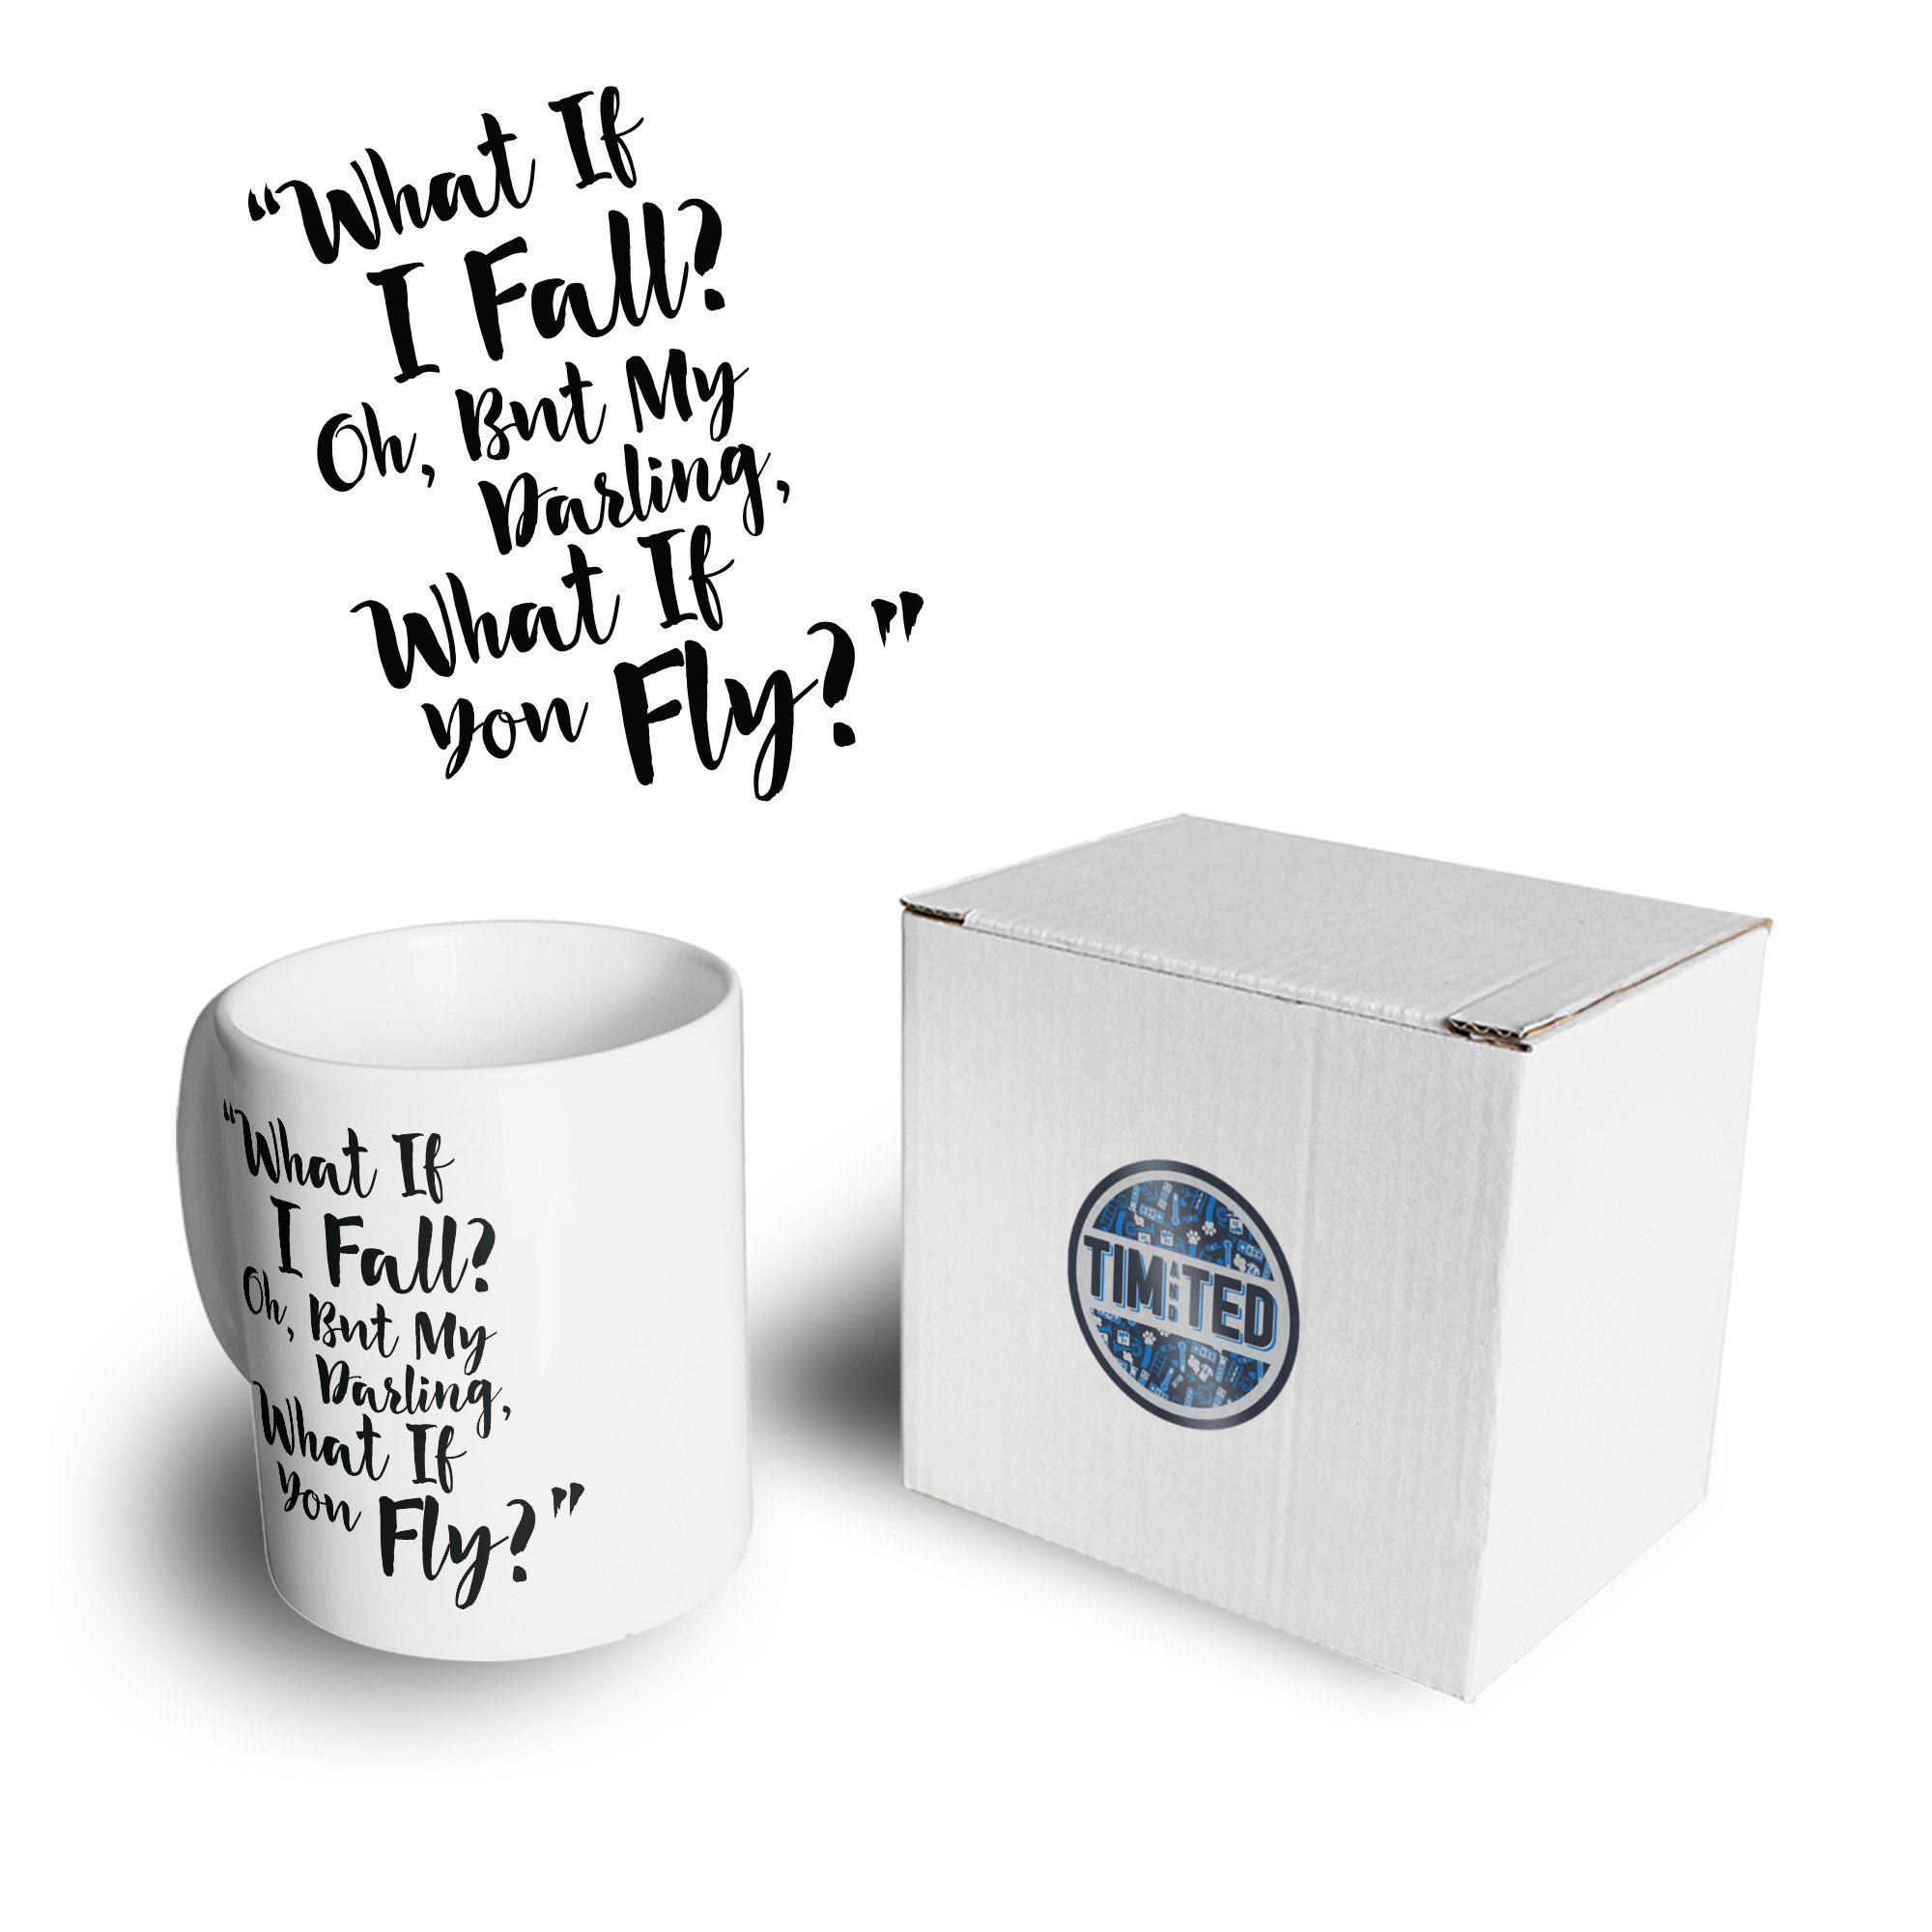 “What If
I Fall?
Oh, But My
Darling,
What If
you Fly?”
“What If
I Fall?
Oh, But My
Darling,
What If
you Fly?”
TIM AND TED